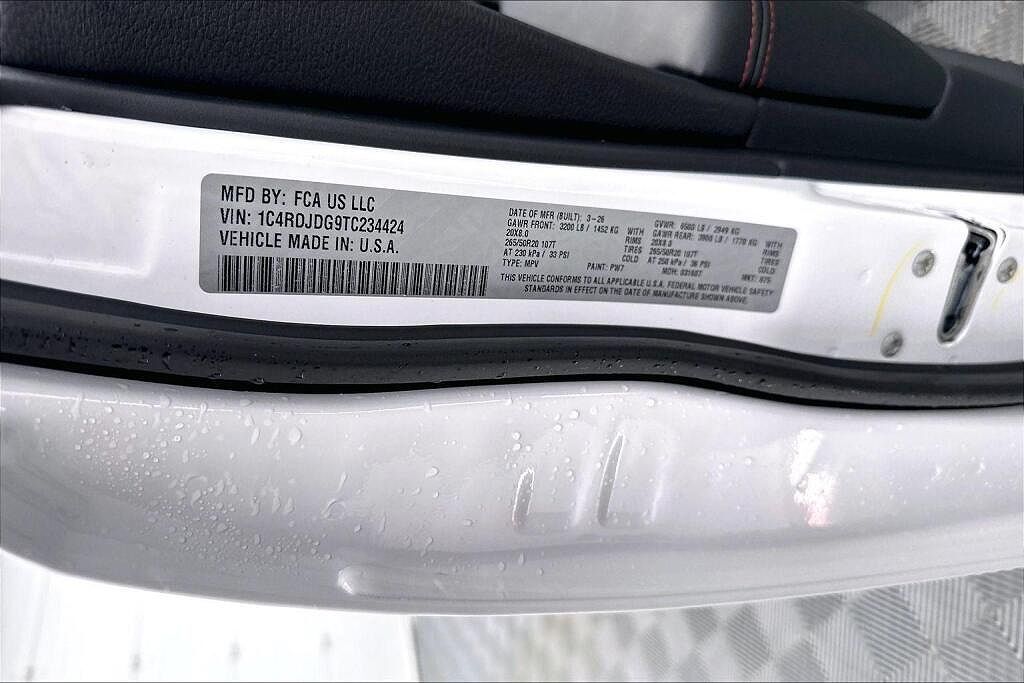 MFD BY: FCA US LLC
VIN: 1C4RDJDG9TC234424
VEHICLE MADE IN: U.S.A.
DATE OF MFR (BUILT): 3-26
GAWR FRONT: 3200 LB / 1452 KG WITH
20X8.0 RIMS
265/50R20 107T TIRES
AT 230 kPa / 33 PSI COLD
TYPE: MPV PAINT: PW7
GVWR: 6500 LB / 2949 KG
GAWR REAR: 3900 LB / 1770 KG WITH
20X8.0 RIMS
265/50R20 107T TIRES
AT 250 kPa / 36 PSI COLD
MDH: 031607 MKT:
THIS VEHICLE CONFORMS TO ALL APPLICABLE U.S.A. FEDERAL MOTOR VEHICLE SAFETY
STANDARDS IN EFFECT ON THE DATE OF MANUFACTURE SHOWN ABOVE.